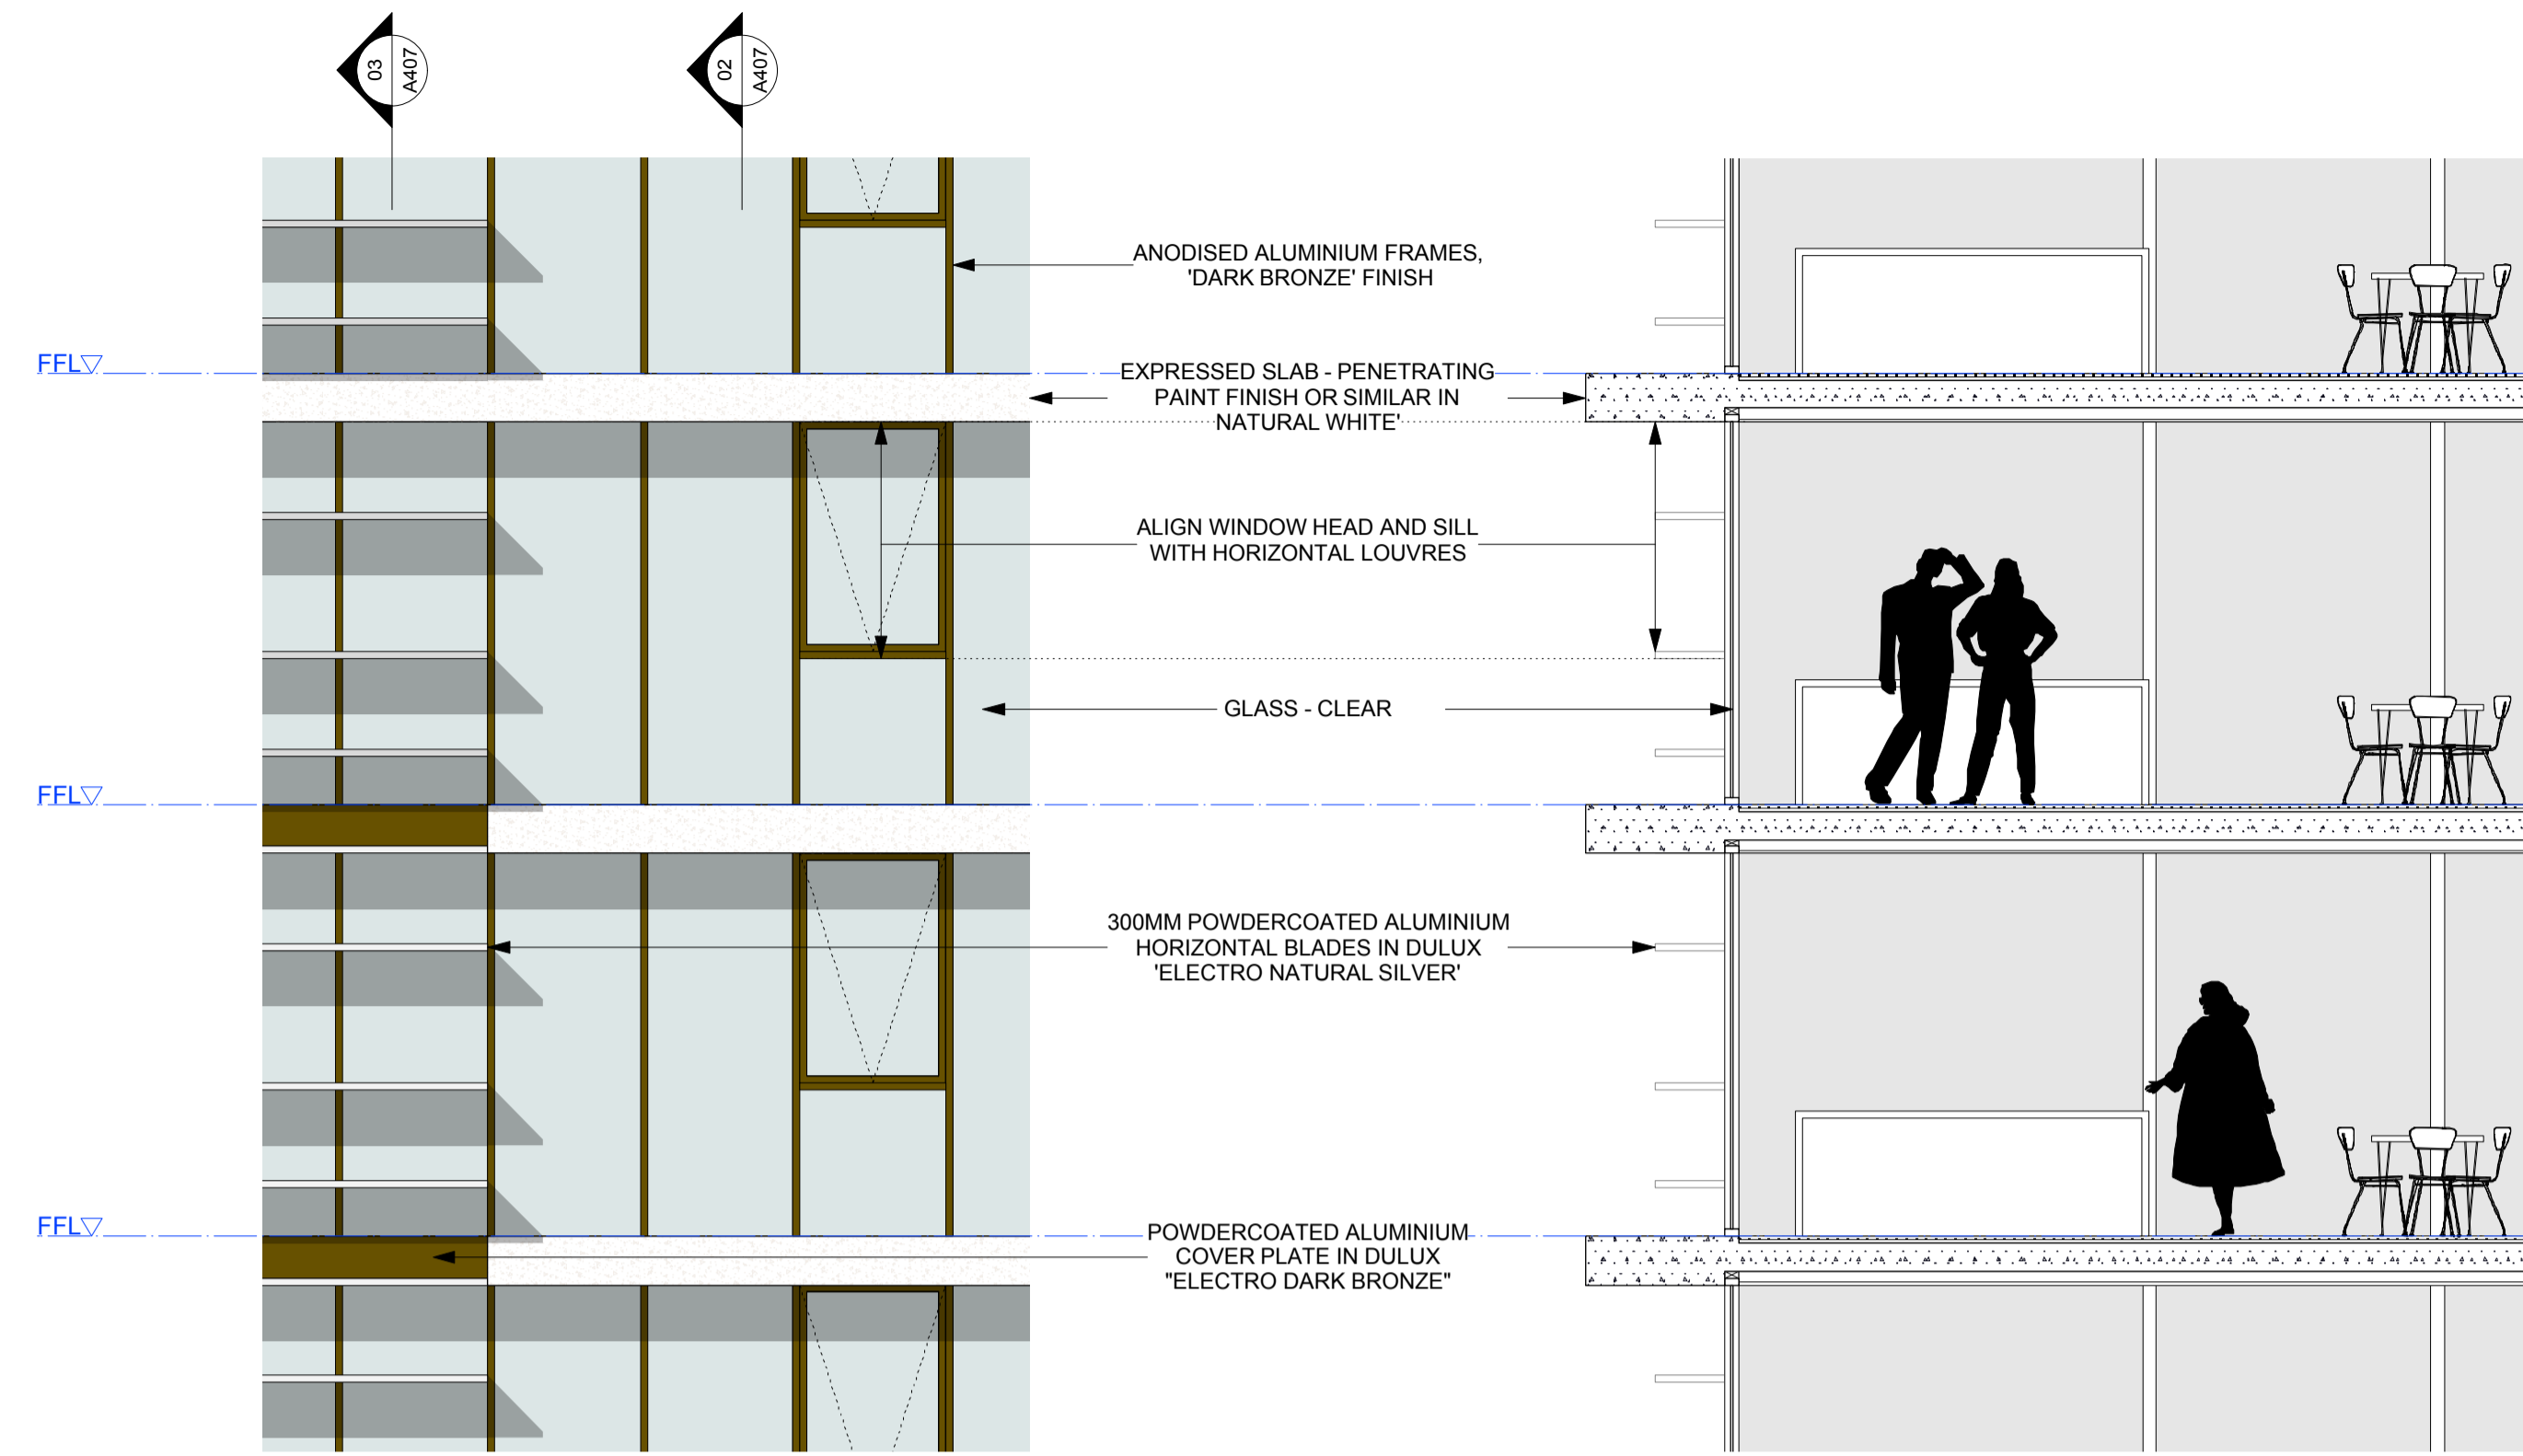 03
A407
02
A407
ANODISED ALUMINIUM FRAMES,
'DARK BRONZE' FINISH
FFL
EXPRESSED SLAB - PENETRATING
PAINT FINISH OR SIMILAR IN
NATURAL WHITE'
ALIGN WINDOW HEAD AND SILL
WITH HORIZONTAL LOUVRES
GLASS - CLEAR
FFL
300MM POWDERCOATED ALUMINIUM
HORIZONTAL BLADES IN DULUX
'ELECTRO NATURAL SILVER'
FFL
POWDERCOATED ALUMINIUM
COVER PLATE IN DULUX
"ELECTRO DARK BRONZE"